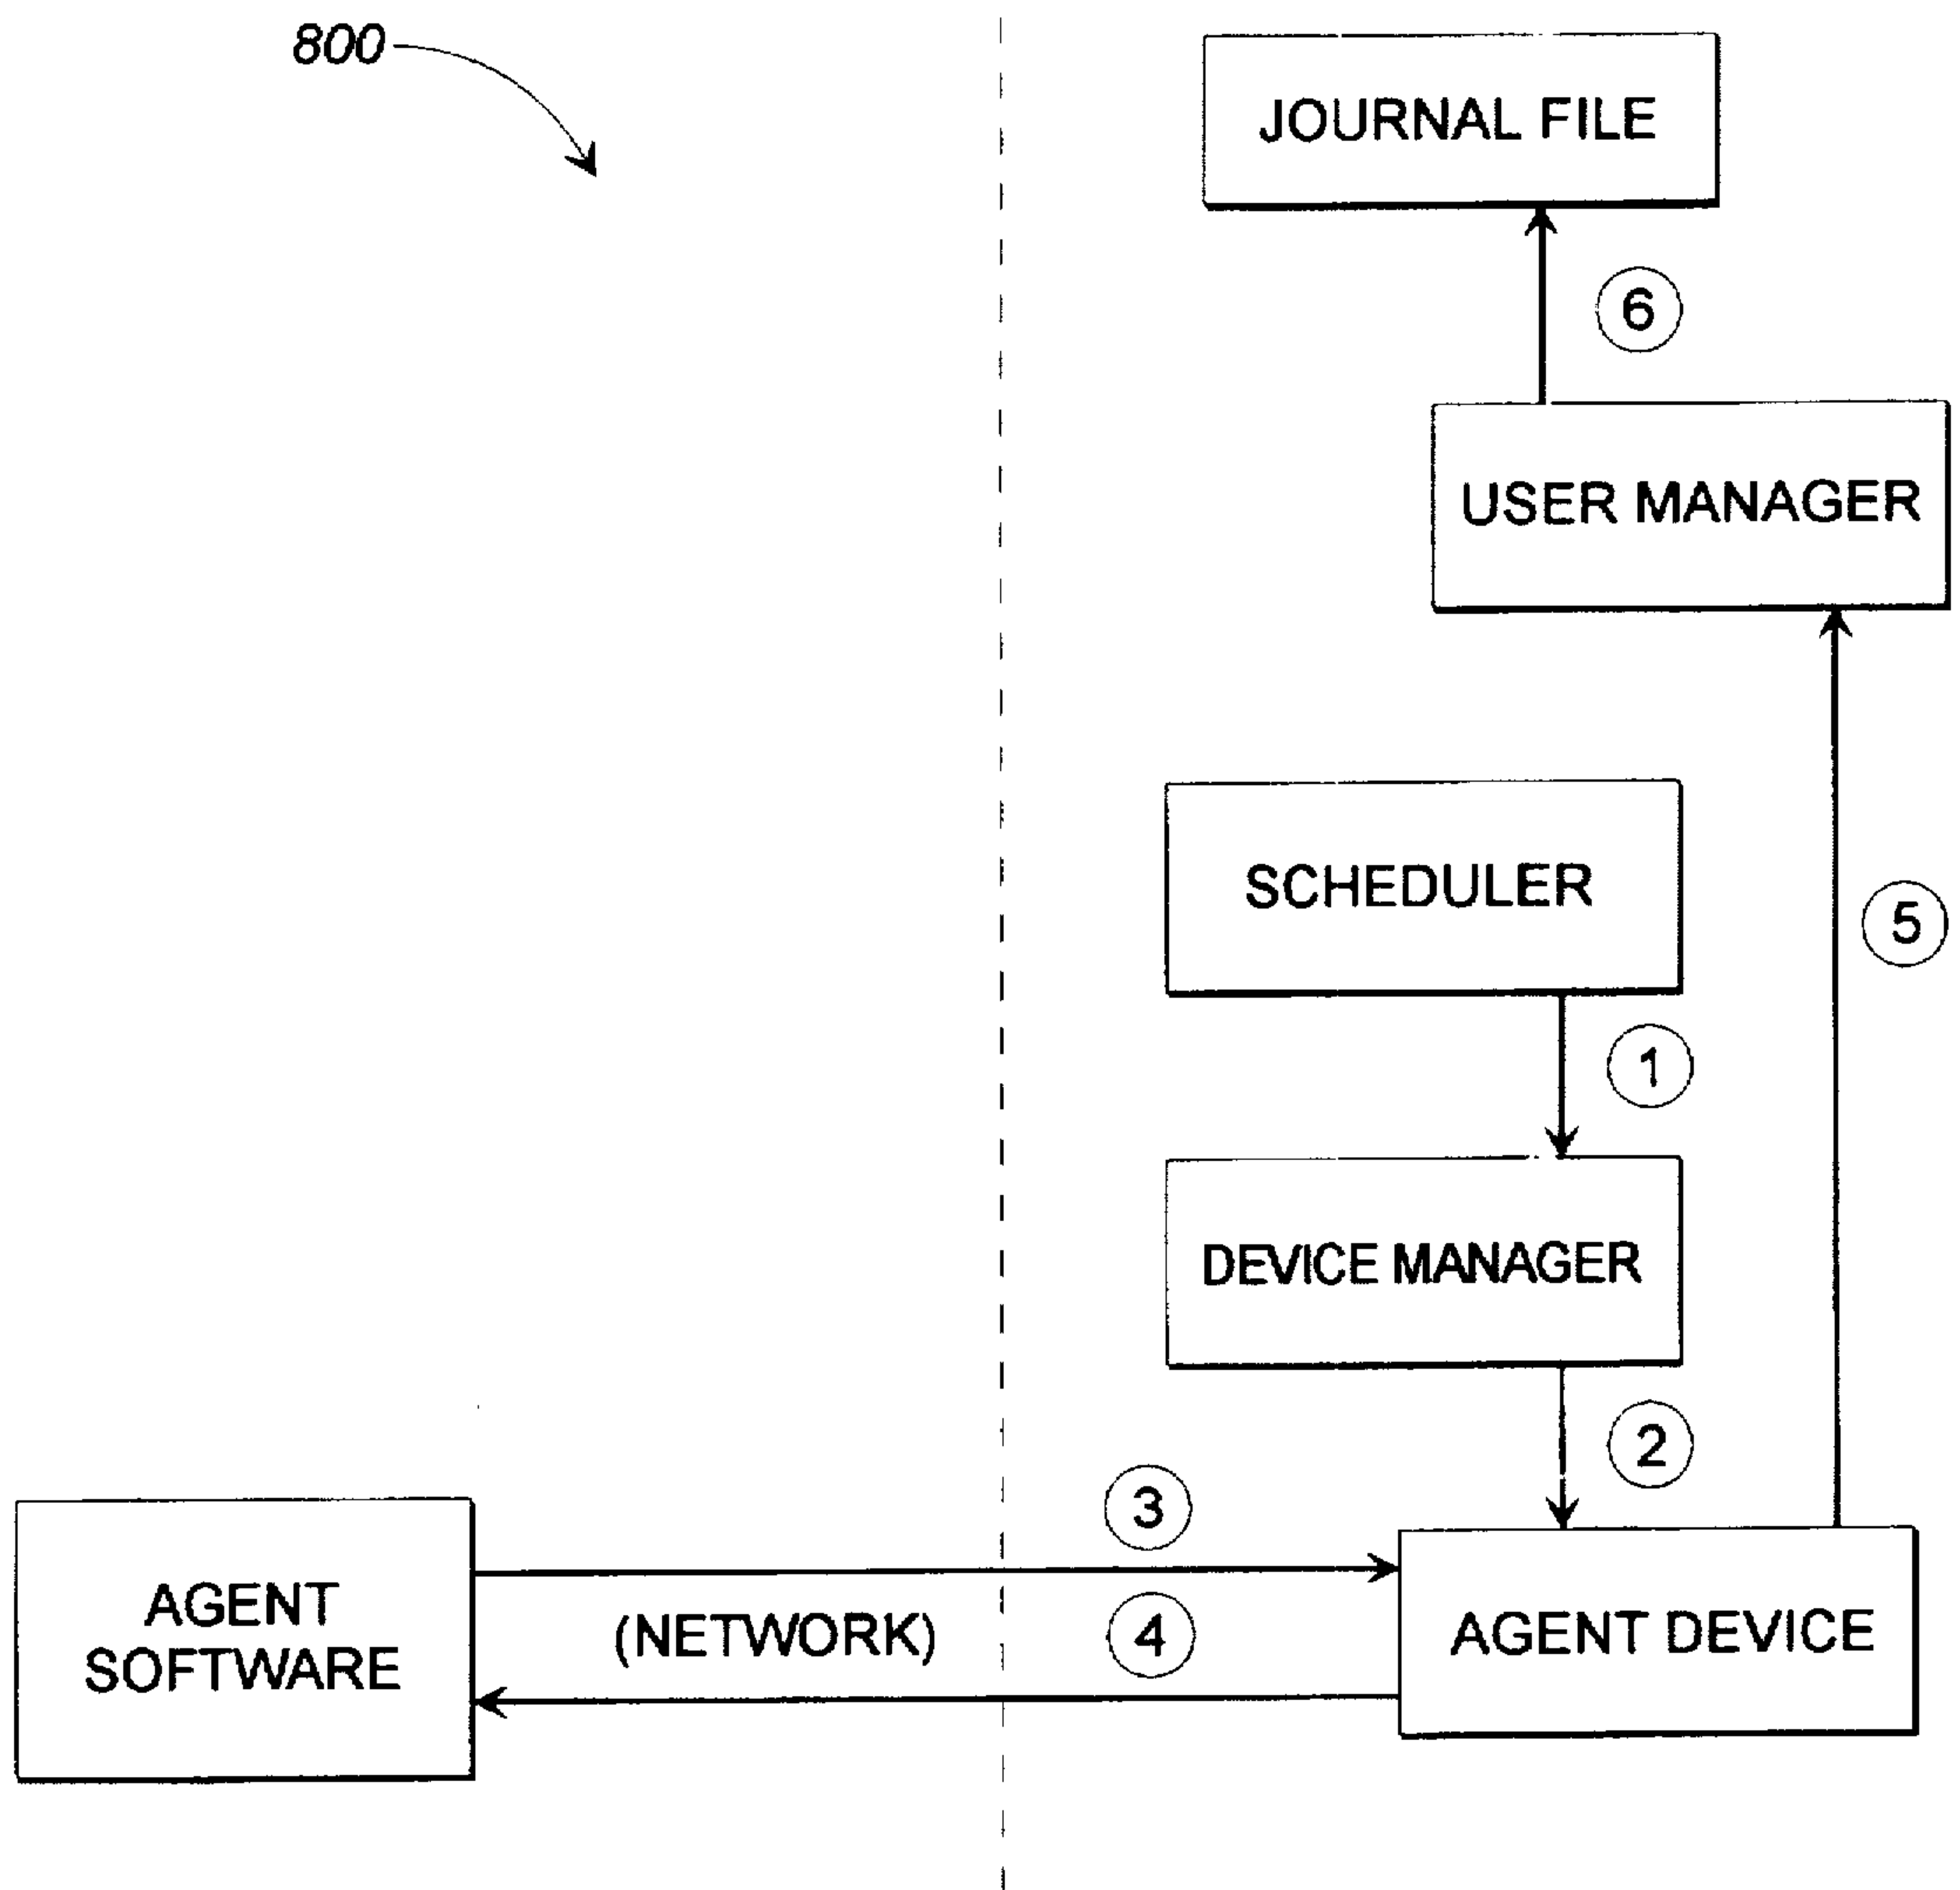 800
JOURNAL FILE
6
USER MANAGER
SCHEDULER
5
1
DEVICE MANAGER
2
3
AGENT
SOFTWARE
(NETWORK)
4
AGENT DEVICE